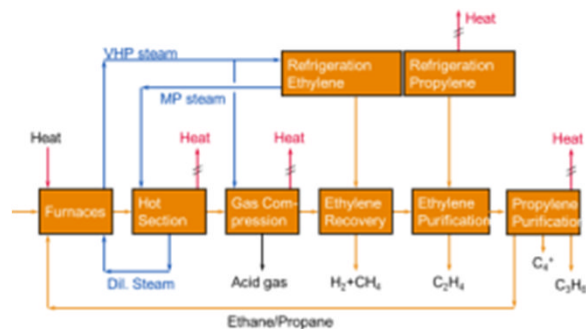 Heat
VHP steam
Refrigeration
Ethylene
Refrigeration
Propylene
MP steam
Heat
Heat
Heat
Heat
Furnaces
Hot
Section
Gas Com-
pression
Ethylene
Recovery
Ethylene
Purification
Propylene
Purification
Dil. Steam
Acid gas
H₂+CH₄
C₂H₄
C₄⁺
C₃H₆
Ethane/Propane